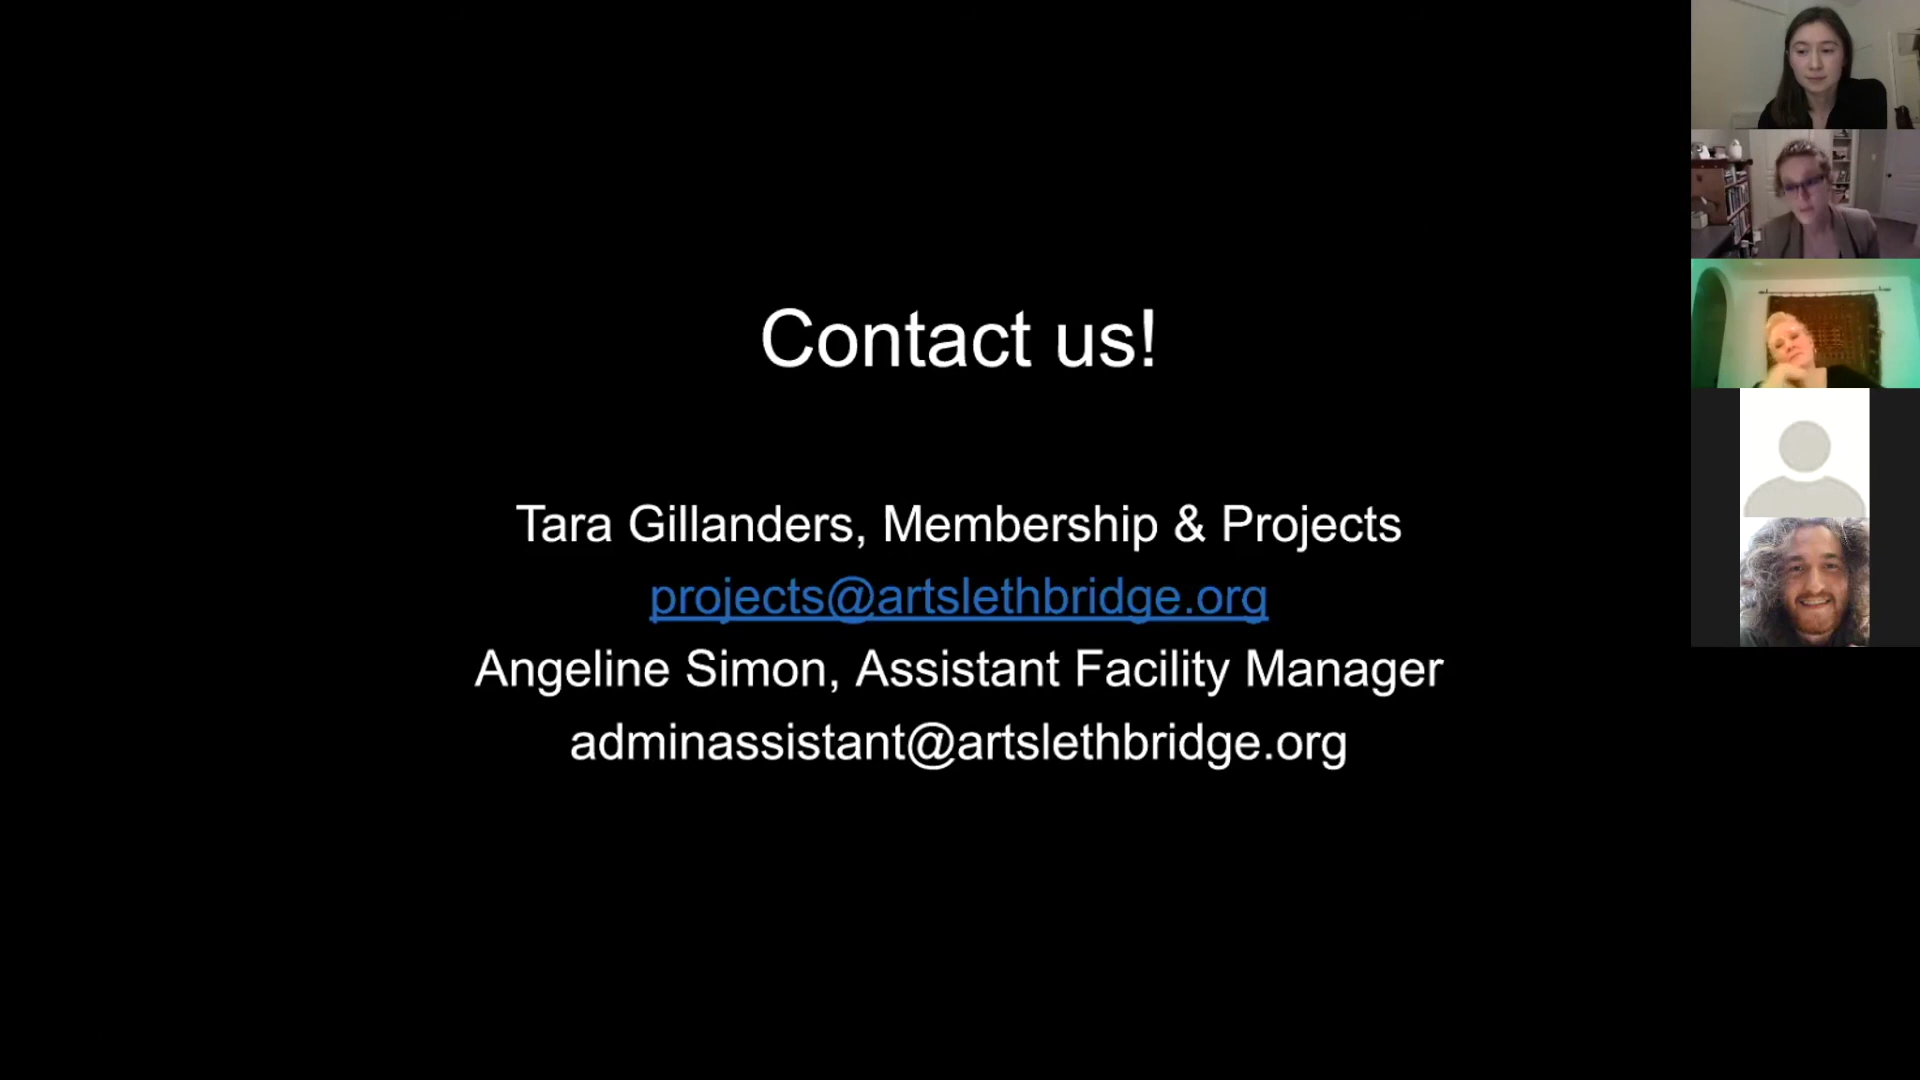 Contact us!
Tara Gillanders, Membership & Projects
projects@artslethbridge.org
Angeline Simon, Assistant Facility Manager
adminassistant@artslethbridge.org